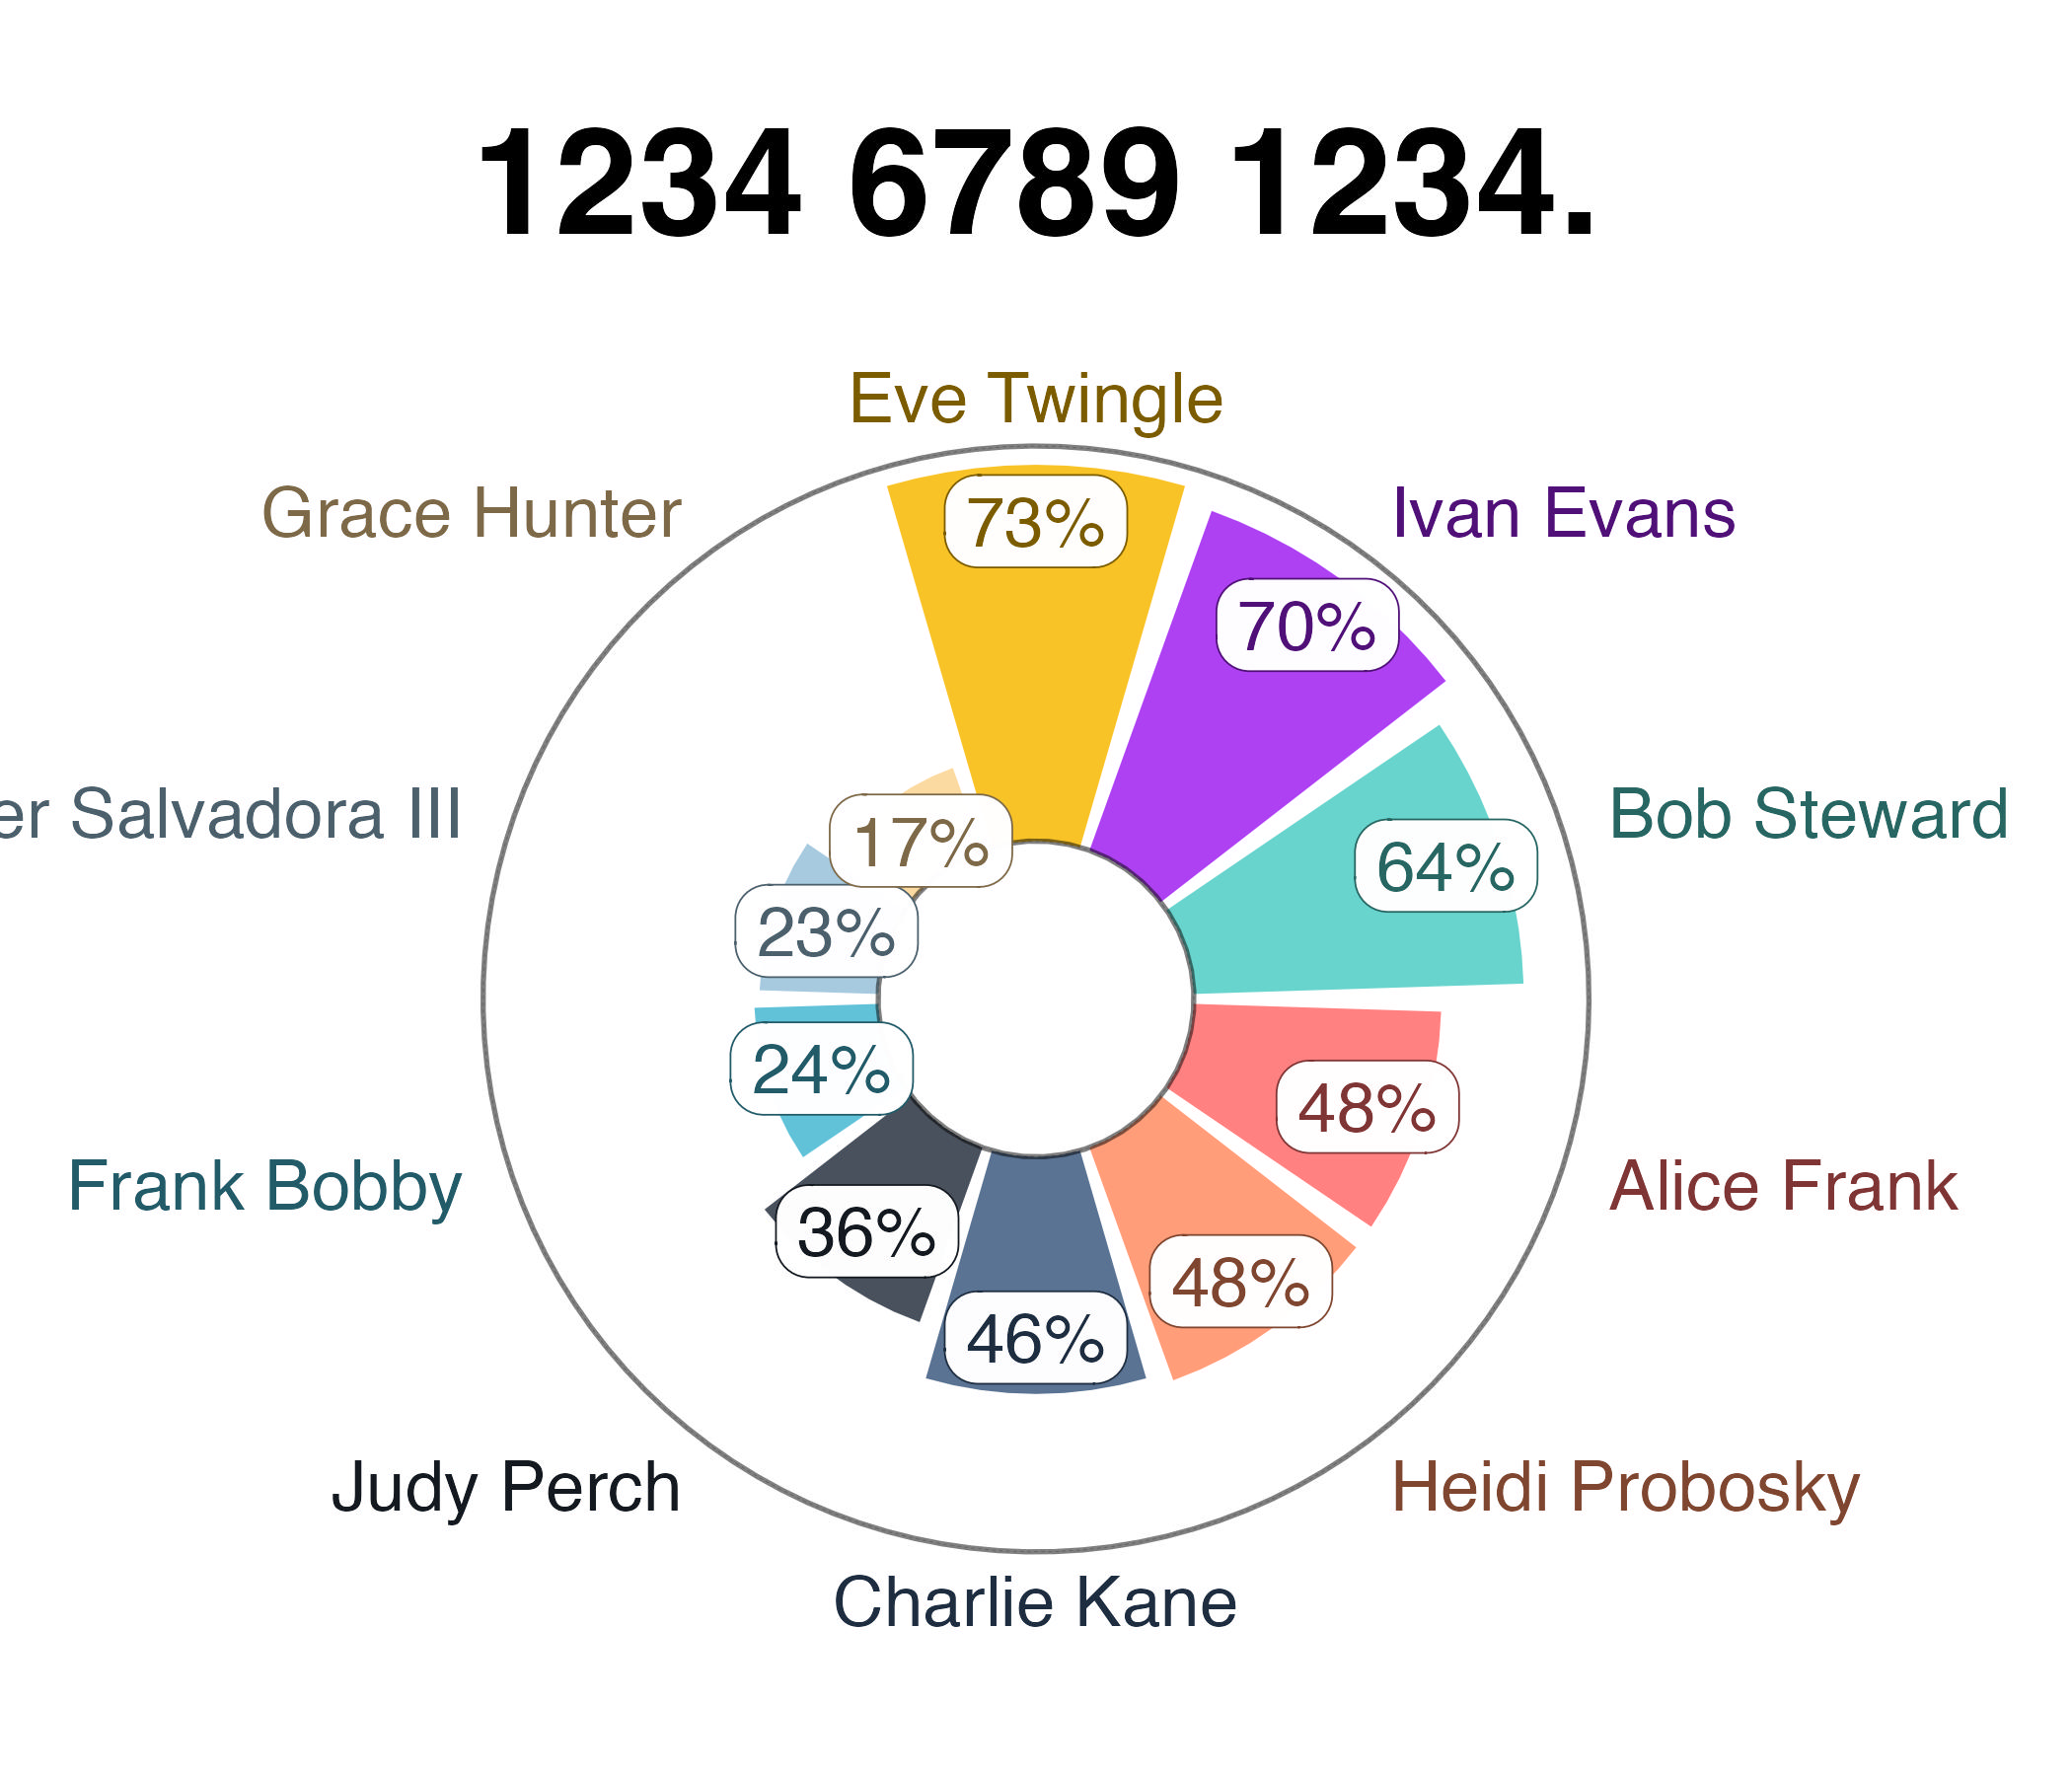 1234 6789 1234.
Eve Twingle
Grace Hunter
Ivan Evans
73%
70%
Salvadora III
Bob Steward
17%
64%
23%
24%
48%
Frank Bobby
Alice Frank
36%
48%
46%
Judy Perch
Heidi Probosky
Charlie Kane